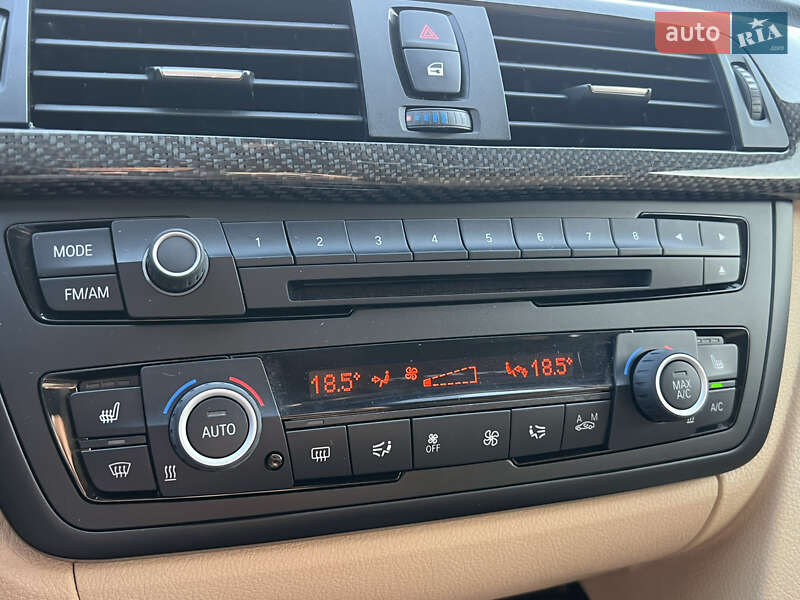 auto RIA .com
MODE 1 2 3 4 5 6 7 8
FM/AM
18.5° 18.5°
AUTO MAX A/C
A/C
OFF A M